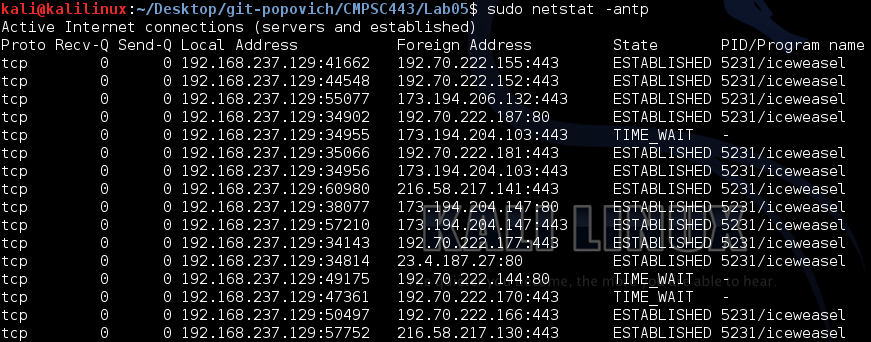 kali@kalilinux:~/Desktop/git-popovich/CMPSC443/Lab05$ sudo netstat -antp
Active Internet connections (servers and established)
Proto Recv-Q Send-Q Local Address Foreign Address State PID/Program name
tcp 0 0 192.168.237.129:41662 192.70.222.155:443 ESTABLISHED 5231/iceweasel
tcp 0 0 192.168.237.129:44548 192.70.222.152:443 ESTABLISHED 5231/iceweasel
tcp 0 0 192.168.237.129:55077 173.194.206.132:443 ESTABLISHED 5231/iceweasel
tcp 0 0 192.168.237.129:34902 192.70.222.187:80 ESTABLISHED 5231/iceweasel
tcp 0 0 192.168.237.129:34955 173.194.204.103:443 TIME_WAIT -
tcp 0 0 192.168.237.129:35066 192.70.222.181:443 ESTABLISHED 5231/iceweasel
tcp 0 0 192.168.237.129:34956 173.194.204.103:443 ESTABLISHED 5231/iceweasel
tcp 0 0 192.168.237.129:60980 216.58.217.141:443 ESTABLISHED 5231/iceweasel
tcp 0 0 192.168.237.129:38077 173.194.204.147:80 ESTABLISHED 5231/iceweasel
tcp 0 0 192.168.237.129:57210 173.194.204.147:443 ESTABLISHED 5231/iceweasel
tcp 0 0 192.168.237.129:34143 192.70.222.177:443 ESTABLISHED 5231/iceweasel
tcp 0 0 192.168.237.129:34814 23.4.187.27:80 ESTABLISHED 5231/iceweasel
tcp 0 0 192.168.237.129:49175 192.70.222.144:80 TIME_WAIT -
tcp 0 0 192.168.237.129:47361 192.70.222.170:443 TIME_WAIT -
tcp 0 0 192.168.237.129:50497 192.70.222.166:443 ESTABLISHED 5231/iceweasel
tcp 0 0 192.168.237.129:57752 216.58.217.130:443 ESTABLISHED 5231/iceweasel
KALI LINUX
the able to hear.